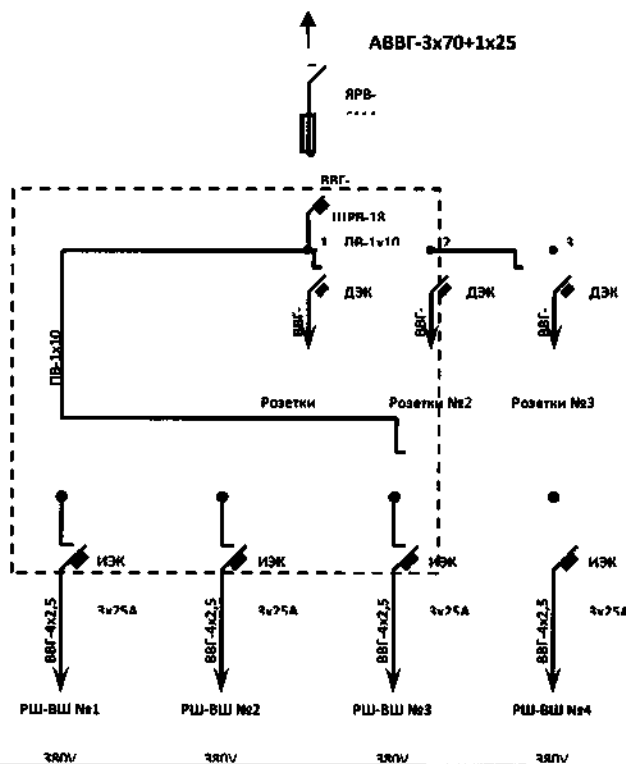 АВВГ-3х70+1х25
ЯРВ-
ВВГ-
ШРВ-18
1 ПВ-1х10 2 3
ДЭК ДЭК ДЭК
ВВГ- ВВГ- ВВГ-
ПВ-1х10
Розетки Розетки №2 Розетки №3
ИЭК ИЭК ИЭК ИЭК
3х25А 3х25А 3х25А 3х25А
ВВГ-4х2,5 ВВГ-4х2,5 ВВГ-4х2,5 ВВГ-4х2,5
РШ-ВШ №1 РШ-ВШ №2 РШ-ВШ №3 РШ-ВШ №4
380V 380V 380V 380V